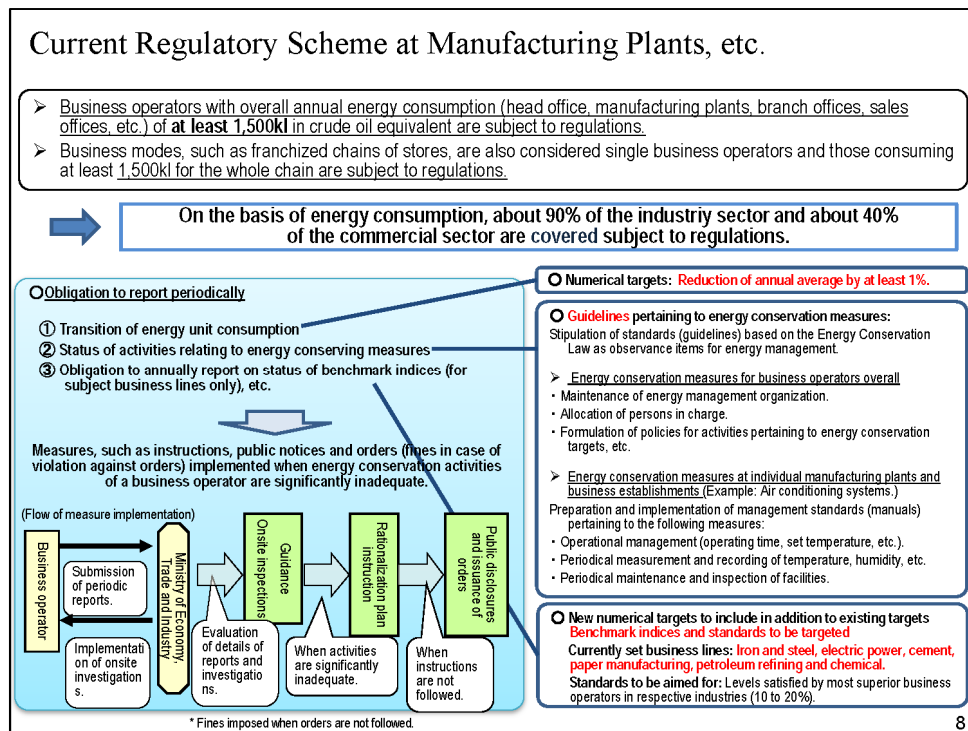 Current Regulatory Scheme at Manufacturing Plants, etc.
➢ Business operators with overall annual energy consumption (head office, manufacturing plants, branch offices, sales
offices, etc.) of at least 1,500kl in crude oil equivalent are subject to regulations.
➢ Business modes, such as franchized chains of stores, are also considered single business operators and those consuming
at least 1,500kl for the whole chain are subject to regulations.
On the basis of energy consumption, about 90% of the industriy sector and about 40%
of the commercial sector are covered subject to regulations.
○Obligation to report periodically
① Transition of energy unit consumption
② Status of activities relating to energy conserving measures
③ Obligation to annually report on status of benchmark indices (for
subject business lines only), etc.
Measures, such as instructions, public notices and orders (fines in case of
violation against orders) implemented when energy conservation activities
of a business operator are significantly inadequate.
(Flow of measure implementation)
Business operator
Submission
of periodic
reports.
Implementati
on of onsite
investigation
s.
Ministry of Economy,
Trade and Industry
Evaluation
of details of
reports and
investigatio
ns.
Guidance
Onsite inspections
When activities
are significantly
inadequate.
Rationalization plan
instruction
When
instructions
are not
followed.
Public disclosures
and issuance of
orders
* Fines imposed when orders are not followed.
○ Numerical targets: Reduction of annual average by at least 1%.
○ Guidelines pertaining to energy conservation measures:
Stipulation of standards (guidelines) based on the Energy Conservation
Law as observance items for energy management.
➢ Energy conservation measures for business operators overall
・Maintenance of energy management organization.
・Allocation of persons in charge.
・Formulation of policies for activities pertaining to energy conservation
targets, etc.
➢ Energy conservation measures at individual manufacturing plants and
business establishments (Example: Air conditioning systems.)
Preparation and implementation of management standards (manuals)
pertaining to the following measures:
・Operational management (operating time, set temperature, etc.).
・Periodical measurement and recording of temperature, humidity, etc.
・Periodical maintenance and inspection of facilities.
○ New numerical targets to include in addition to existing targets
Benchmark indices and standards to be targeted
Currently set business lines: Iron and steel, electric power, cement,
paper manufacturing, petroleum refining and chemical.
Standards to be aimed for: Levels satisfied by most superior business
operators in respective industries (10 to 20%).
8